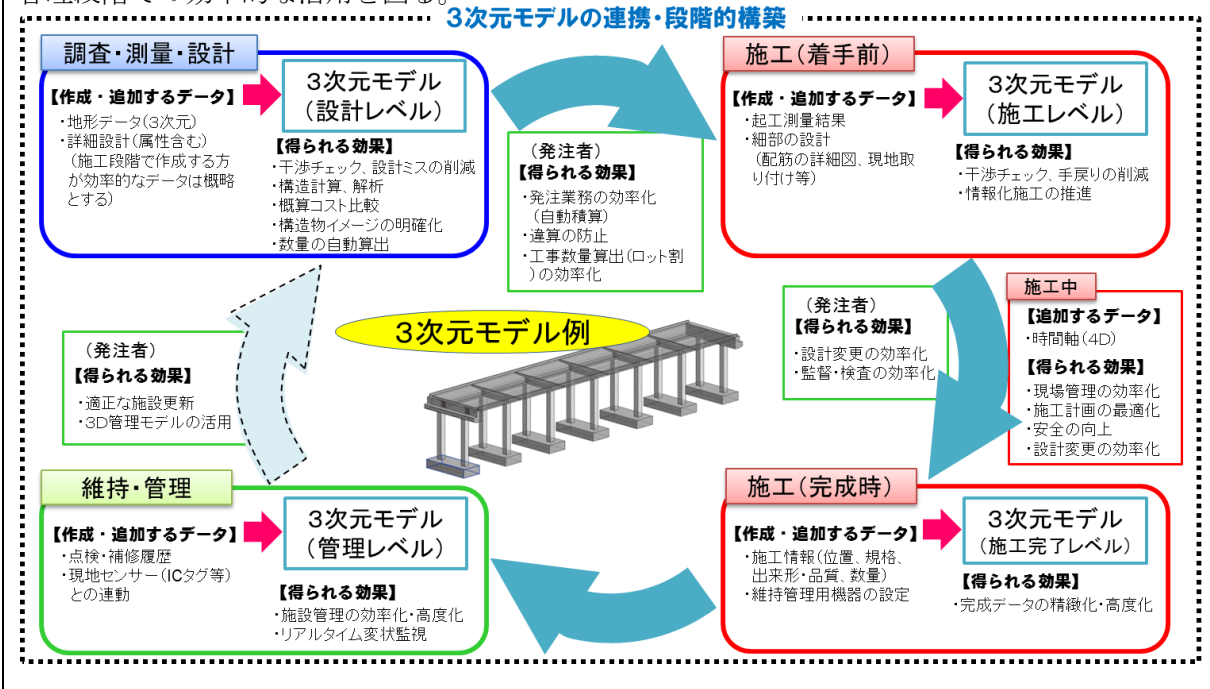 3次元モデルの連携・段階的構築
調査・測量・設計
【作成・追加するデータ】
・地形データ(3次元)
・詳細設計(属性含む)
(施工段階で作成する方
が効率的なデータは概略
とする)
3次元モデル
(設計レベル)
【得られる効果】
・干渉チェック、設計ミスの削減
・構造計算、解析
・概算コスト比較
・構造物イメージの明確化
・数量の自動算出
(発注者)
【得られる効果】
・発注業務の効率化
(自動積算)
・違算の防止
・工事数量算出(ロット割
)の効率化
施工(着手前)
【作成・追加するデータ】
・起工測量結果
・細部の設計
(配筋の詳細図、現地取
り付け等)
3次元モデル
(施工レベル)
【得られる効果】
・干渉チェック、手戻りの削減
・情報化施工の推進
(発注者)
【得られる効果】
・設計変更の効率化
・監督・検査の効率化
施工中
【追加するデータ】
・時間軸(4D)
【得られる効果】
・現場管理の効率化
・施工計画の最適化
・安全の向上
・設計変更の効率化
3次元モデル例
(発注者)
【得られる効果】
・適正な施設更新
・3D管理モデルの活用
維持・管理
【作成・追加するデータ】
・点検・補修履歴
・現地センサー(ICタグ等)
との連動
3次元モデル
(管理レベル)
【得られる効果】
・施設管理の効率化・高度化
・リアルタイム変状監視
施工(完成時)
【作成・追加するデータ】
・施工情報(位置、規格、
出来形・品質、数量)
・維持管理用機器の設定
3次元モデル
(施工完了レベル)
【得られる効果】
・完成データの精緻化・高度化